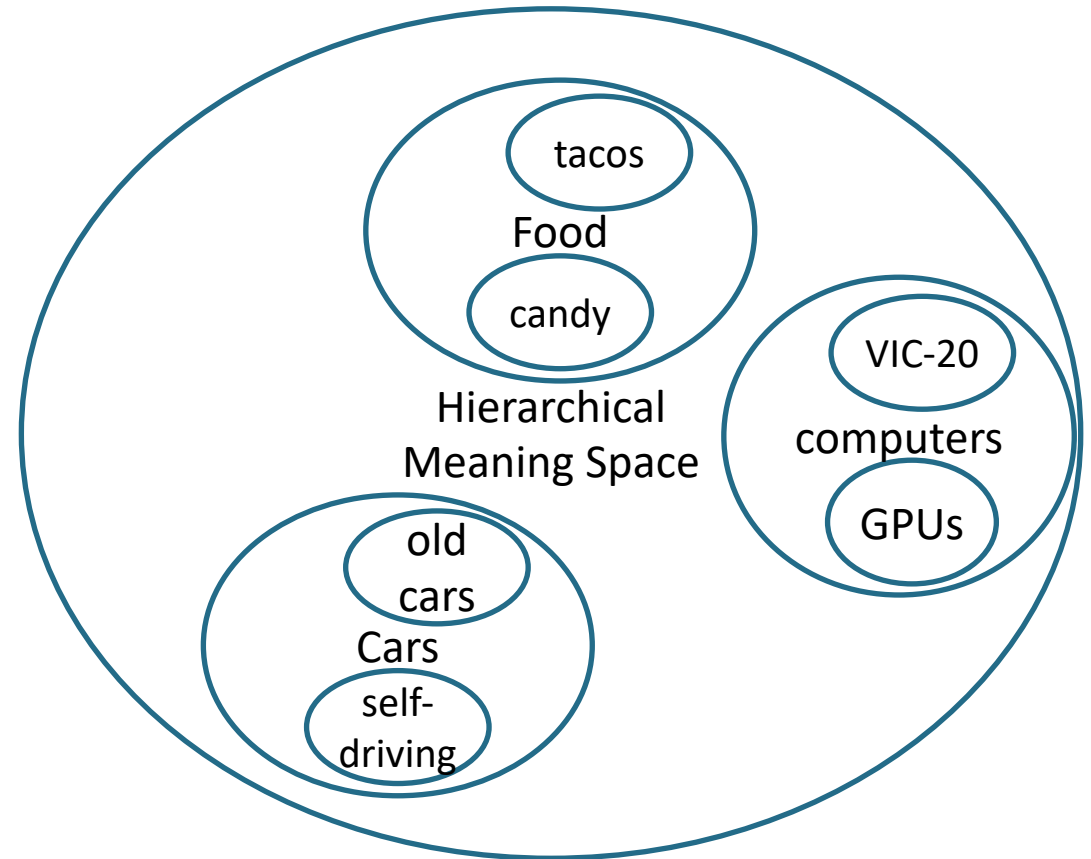 tacos
Food
candy
Hierarchical
Meaning Space
VIC-20
computers
GPUs
old
cars
Cars
self-
driving